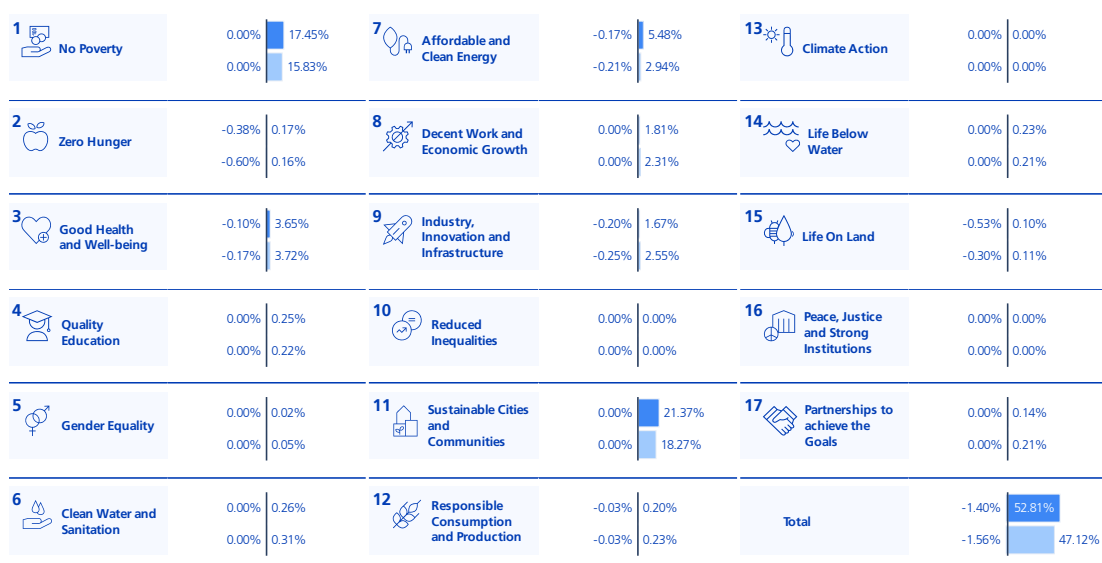 1
No Poverty
0.00% 17.45%
0.00% 15.83%
7
Affordable and
Clean Energy
-0.17% 5.48%
-0.21% 2.94%
13
Climate Action
0.00% 0.00%
0.00% 0.00%
2
Zero Hunger
-0.38% 0.17%
-0.60% 0.16%
8
Decent Work and
Economic Growth
0.00% 1.81%
0.00% 2.31%
14
Life Below
Water
0.00% 0.23%
0.00% 0.21%
3
Good Health
and Well-being
-0.10% 3.65%
-0.17% 3.72%
9
Industry,
Innovation and
Infrastructure
-0.20% 1.67%
-0.25% 2.55%
15
Life On Land
-0.53% 0.10%
-0.30% 0.11%
4
Quality
Education
0.00% 0.25%
0.00% 0.22%
10
Reduced
Inequalities
0.00% 0.00%
0.00% 0.00%
16
Peace, Justice
and Strong
Institutions
0.00% 0.00%
0.00% 0.00%
5
Gender Equality
0.00% 0.02%
0.00% 0.05%
11
Sustainable Cities
and
Communities
0.00% 21.37%
0.00% 18.27%
17
Partnerships to
achieve the
Goals
0.00% 0.14%
0.00% 0.21%
6
Clean Water and
Sanitation
0.00% 0.26%
0.00% 0.31%
12
Responsible
Consumption
and Production
-0.03% 0.20%
-0.03% 0.23%
Total
-1.40% 52.81%
-1.56% 47.12%